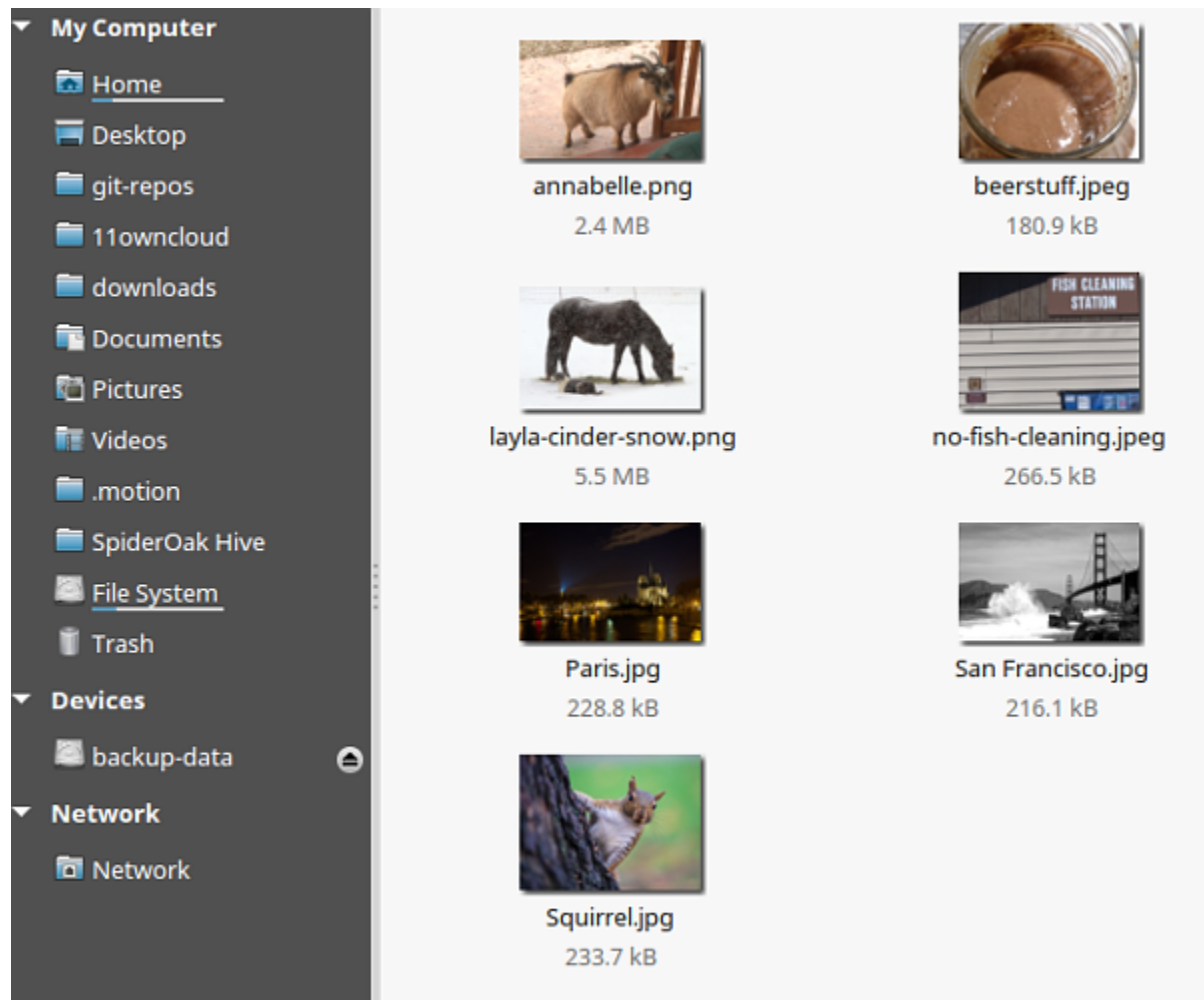 My Computer
Home
Desktop
git-repos
11owncloud
downloads
Documents
Pictures
Videos
.motion
SpiderOak Hive
File System
Trash
Devices
backup-data
Network
Network
annabelle.png
2.4 MB
beerstuff.jpeg
180.9 kB
layla-cinder-snow.png
5.5 MB
FISH CLEANING
STATION
no-fish-cleaning.jpeg
266.5 kB
Paris.jpg
228.8 kB
San Francisco.jpg
216.1 kB
Squirrel.jpg
233.7 kB